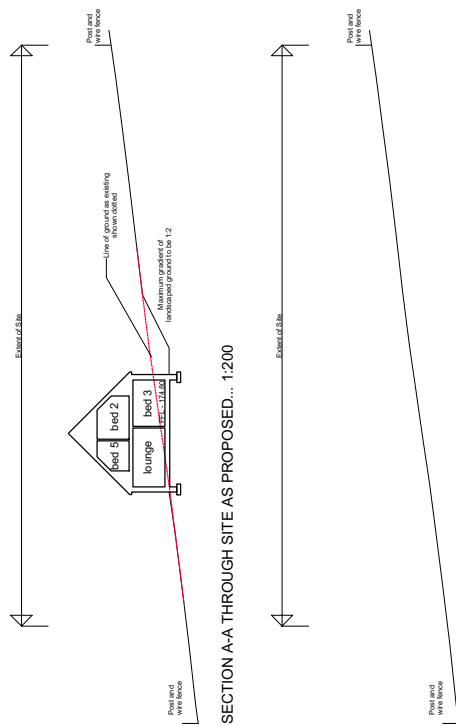 Post and
wire fence
Extent of Site
Line of ground as existing
shown dotted
Maximum gradient of
landscaped ground to be 1:2
bed 5
bed 2
lounge
bed 3
FFL - 174.80
Post and
wire fence
SECTION A-A THROUGH SITE AS PROPOSED... 1:200
Post and
wire fence
Extent of Site
Post and
wire fence